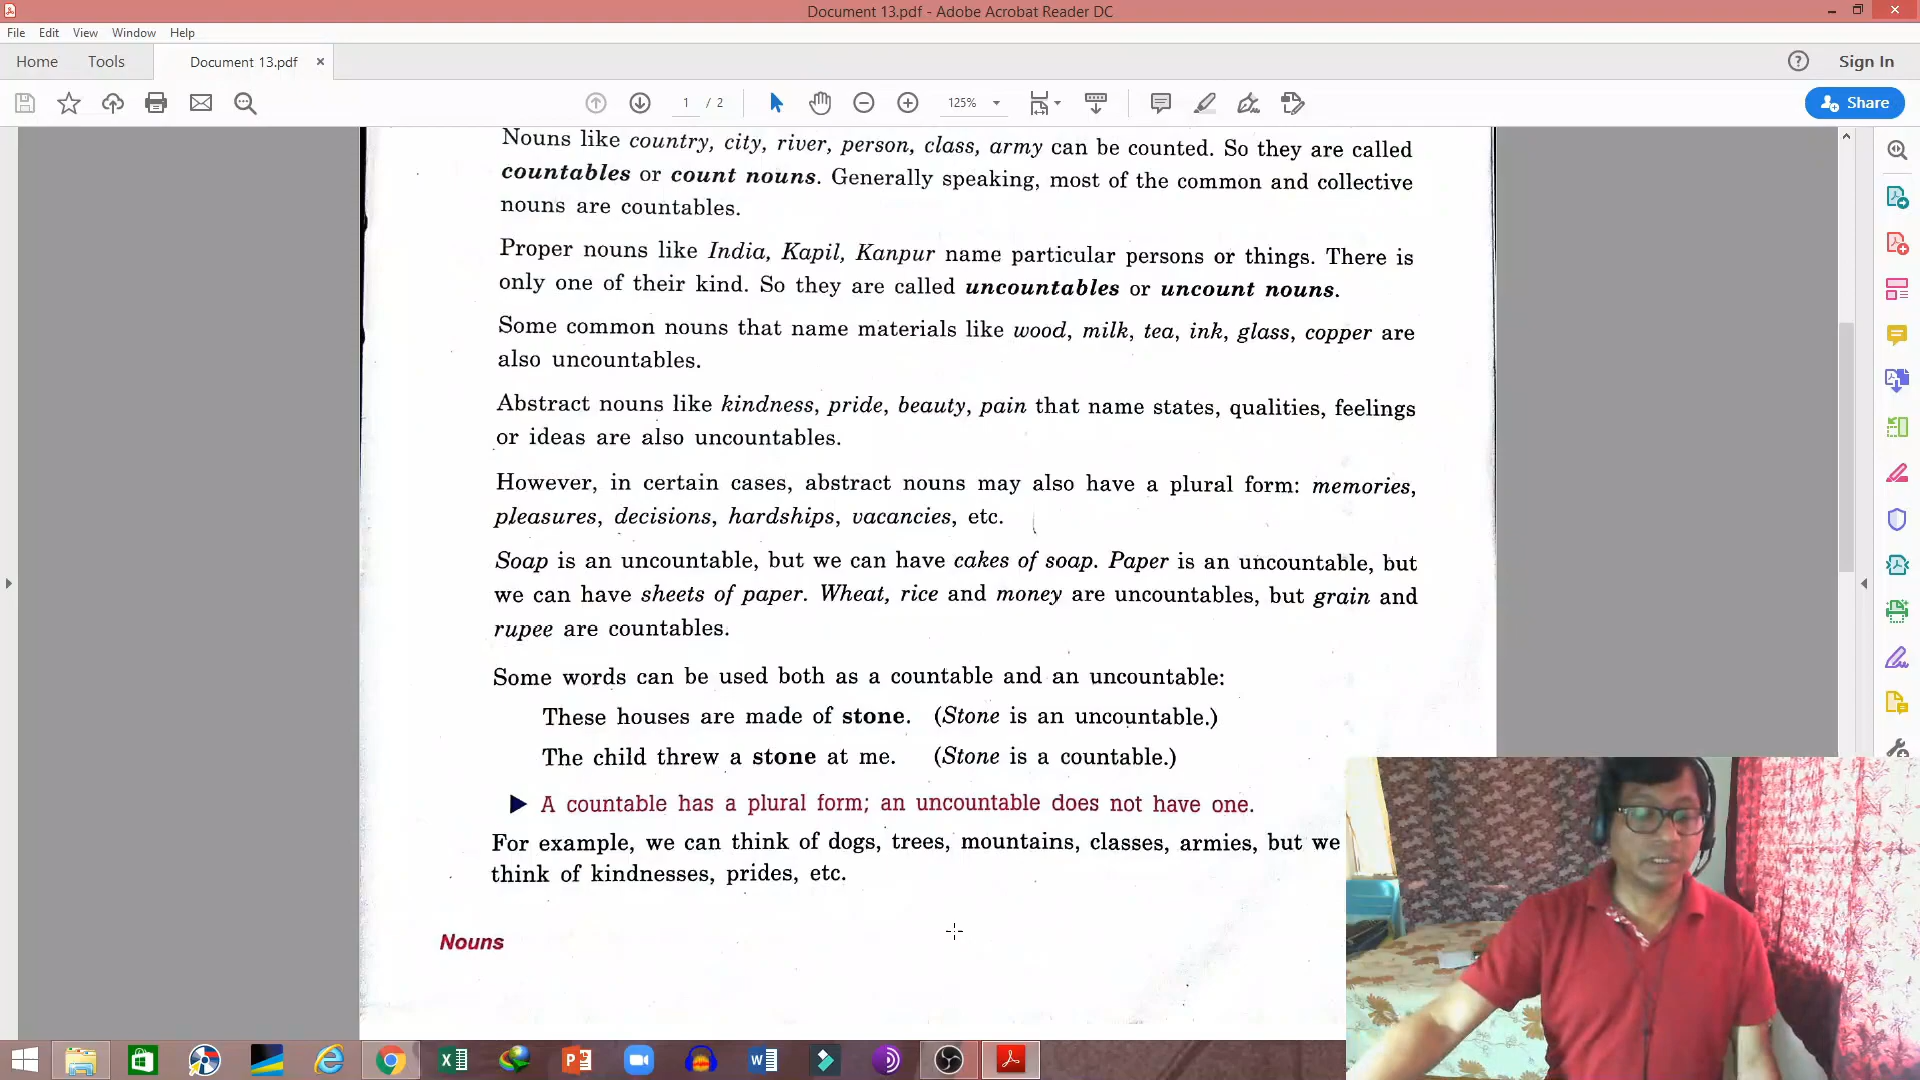 Document 13.pdf - Adobe Acrobat Reader DC
File Edit View Window Help
Home Tools Document 13.pdf × Sign In
1 / 2 125% Share
Nouns like country, city, river, person, class, army can be counted. So they are called
countables or count nouns. Generally speaking, most of the common and collective
nouns are countables.
Proper nouns like India, Kapil, Kanpur name particular persons or things. There is
only one of their kind. So they are called uncountables or uncount nouns.
Some common nouns that name materials like wood, milk, tea, ink, glass, copper are
also uncountables.
Abstract nouns like kindness, pride, beauty, pain that name states, qualities, feelings
or ideas are also uncountables.
However, in certain cases, abstract nouns may also have a plural form: memories,
pleasures, decisions, hardships, vacancies, etc.
Soap is an uncountable, but we can have cakes of soap. Paper is an uncountable, but
we can have sheets of paper. Wheat, rice and money are uncountables, but grain and
rupee are countables.
Some words can be used both as a countable and an uncountable:
These houses are made of stone. (Stone is an uncountable.)
The child threw a stone at me. (Stone is a countable.)
A countable has a plural form; an uncountable does not have one.
For example, we can think of dogs, trees, mountains, classes, armies, but we
think of kindnesses, prides, etc.
Nouns